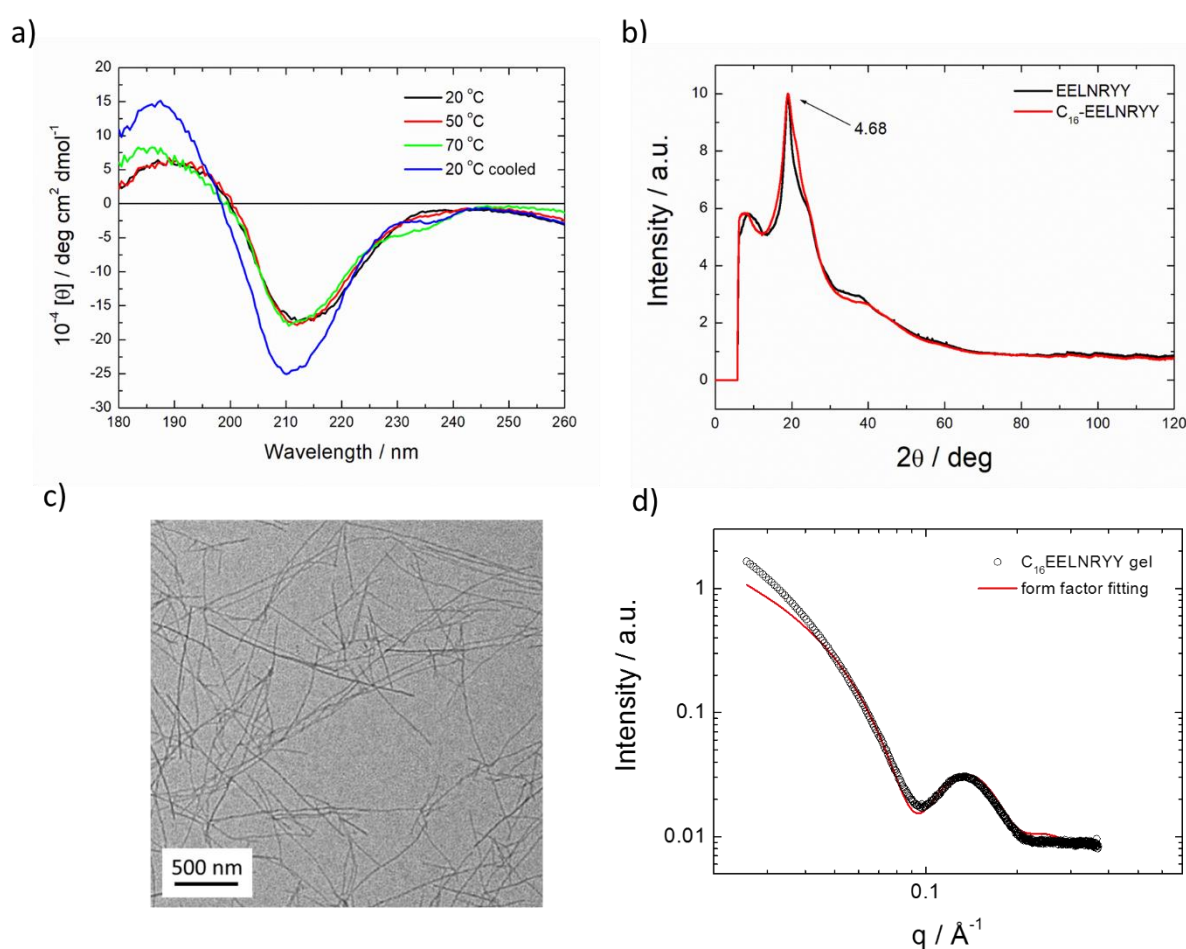 a)
20
15
10
5
0
-5
-10
-15
-20
-25
-30
180
190
200
210
220
230
240
250
260
10⁻⁴ [θ] / deg cm² dmol⁻¹
Wavelength / nm
20 °C
50 °C
70 °C
20 °C cooled
b)
10
8
6
4
2
0
0
20
40
60
80
100
120
Intensity / a.u.
2θ / deg
EELNRYY
C₁₆-EELNRYY
4.68
c)
500 nm
d)
1
0.1
0.01
0.1
Intensity / a.u.
q / Å⁻¹
C₁₆EELNRYY gel
form factor fitting